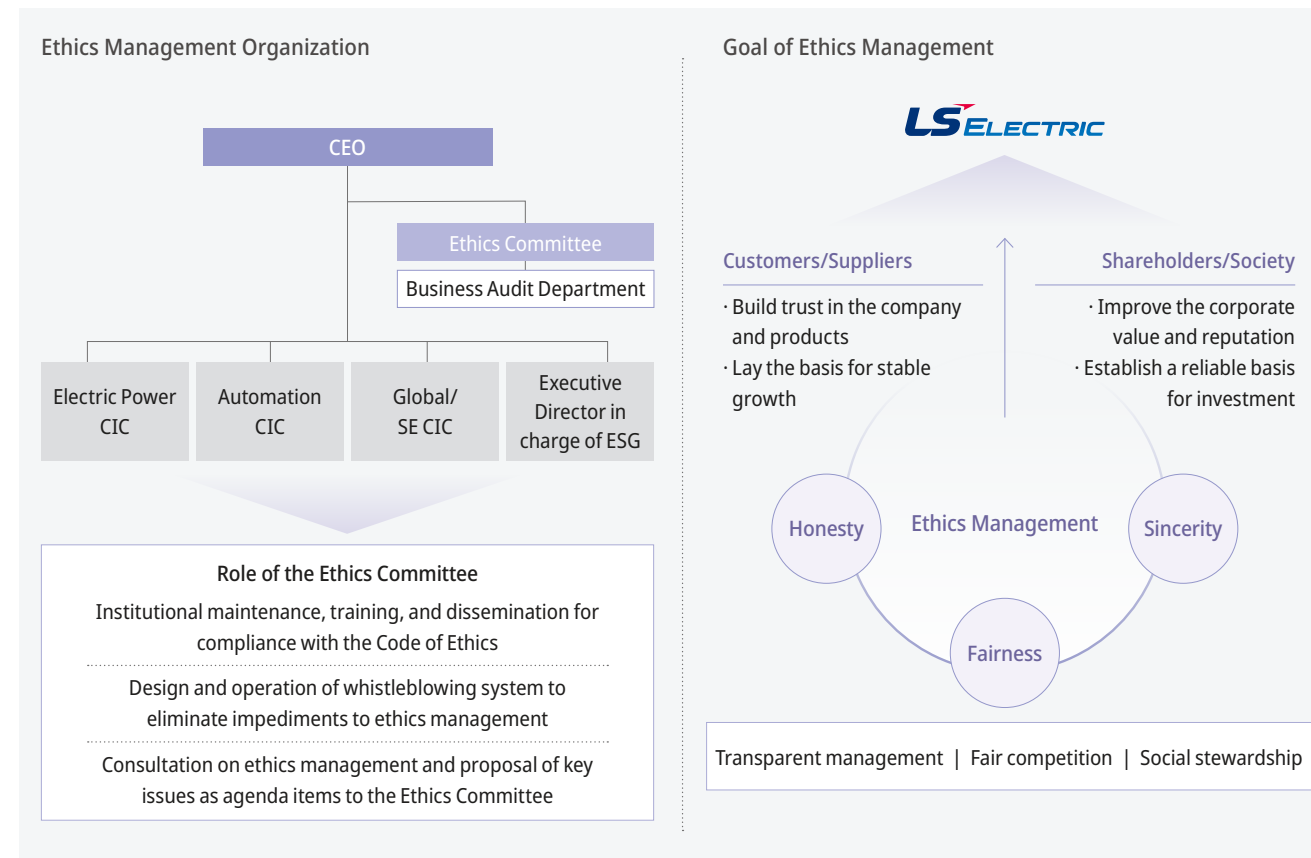 Ethics Management Organization
CEO
Ethics Committee
Business Audit Department
Electric Power
CIC
Automation
CIC
Global/
SE CIC
Executive
Director in
charge of ESG
Role of the Ethics Committee
Institutional maintenance, training, and dissemination for
compliance with the Code of Ethics
Design and operation of whistleblowing system to
eliminate impediments to ethics management
Consultation on ethics management and proposal of key
issues as agenda items to the Ethics Committee
Goal of Ethics Management
LS ELECTRIC
Customers/Suppliers
· Build trust in the company
and products
· Lay the basis for stable
growth
Shareholders/Society
· Improve the corporate
value and reputation
· Establish a reliable basis
for investment
Honesty
Ethics Management
Sincerity
Fairness
Transparent management | Fair competition | Social stewardship